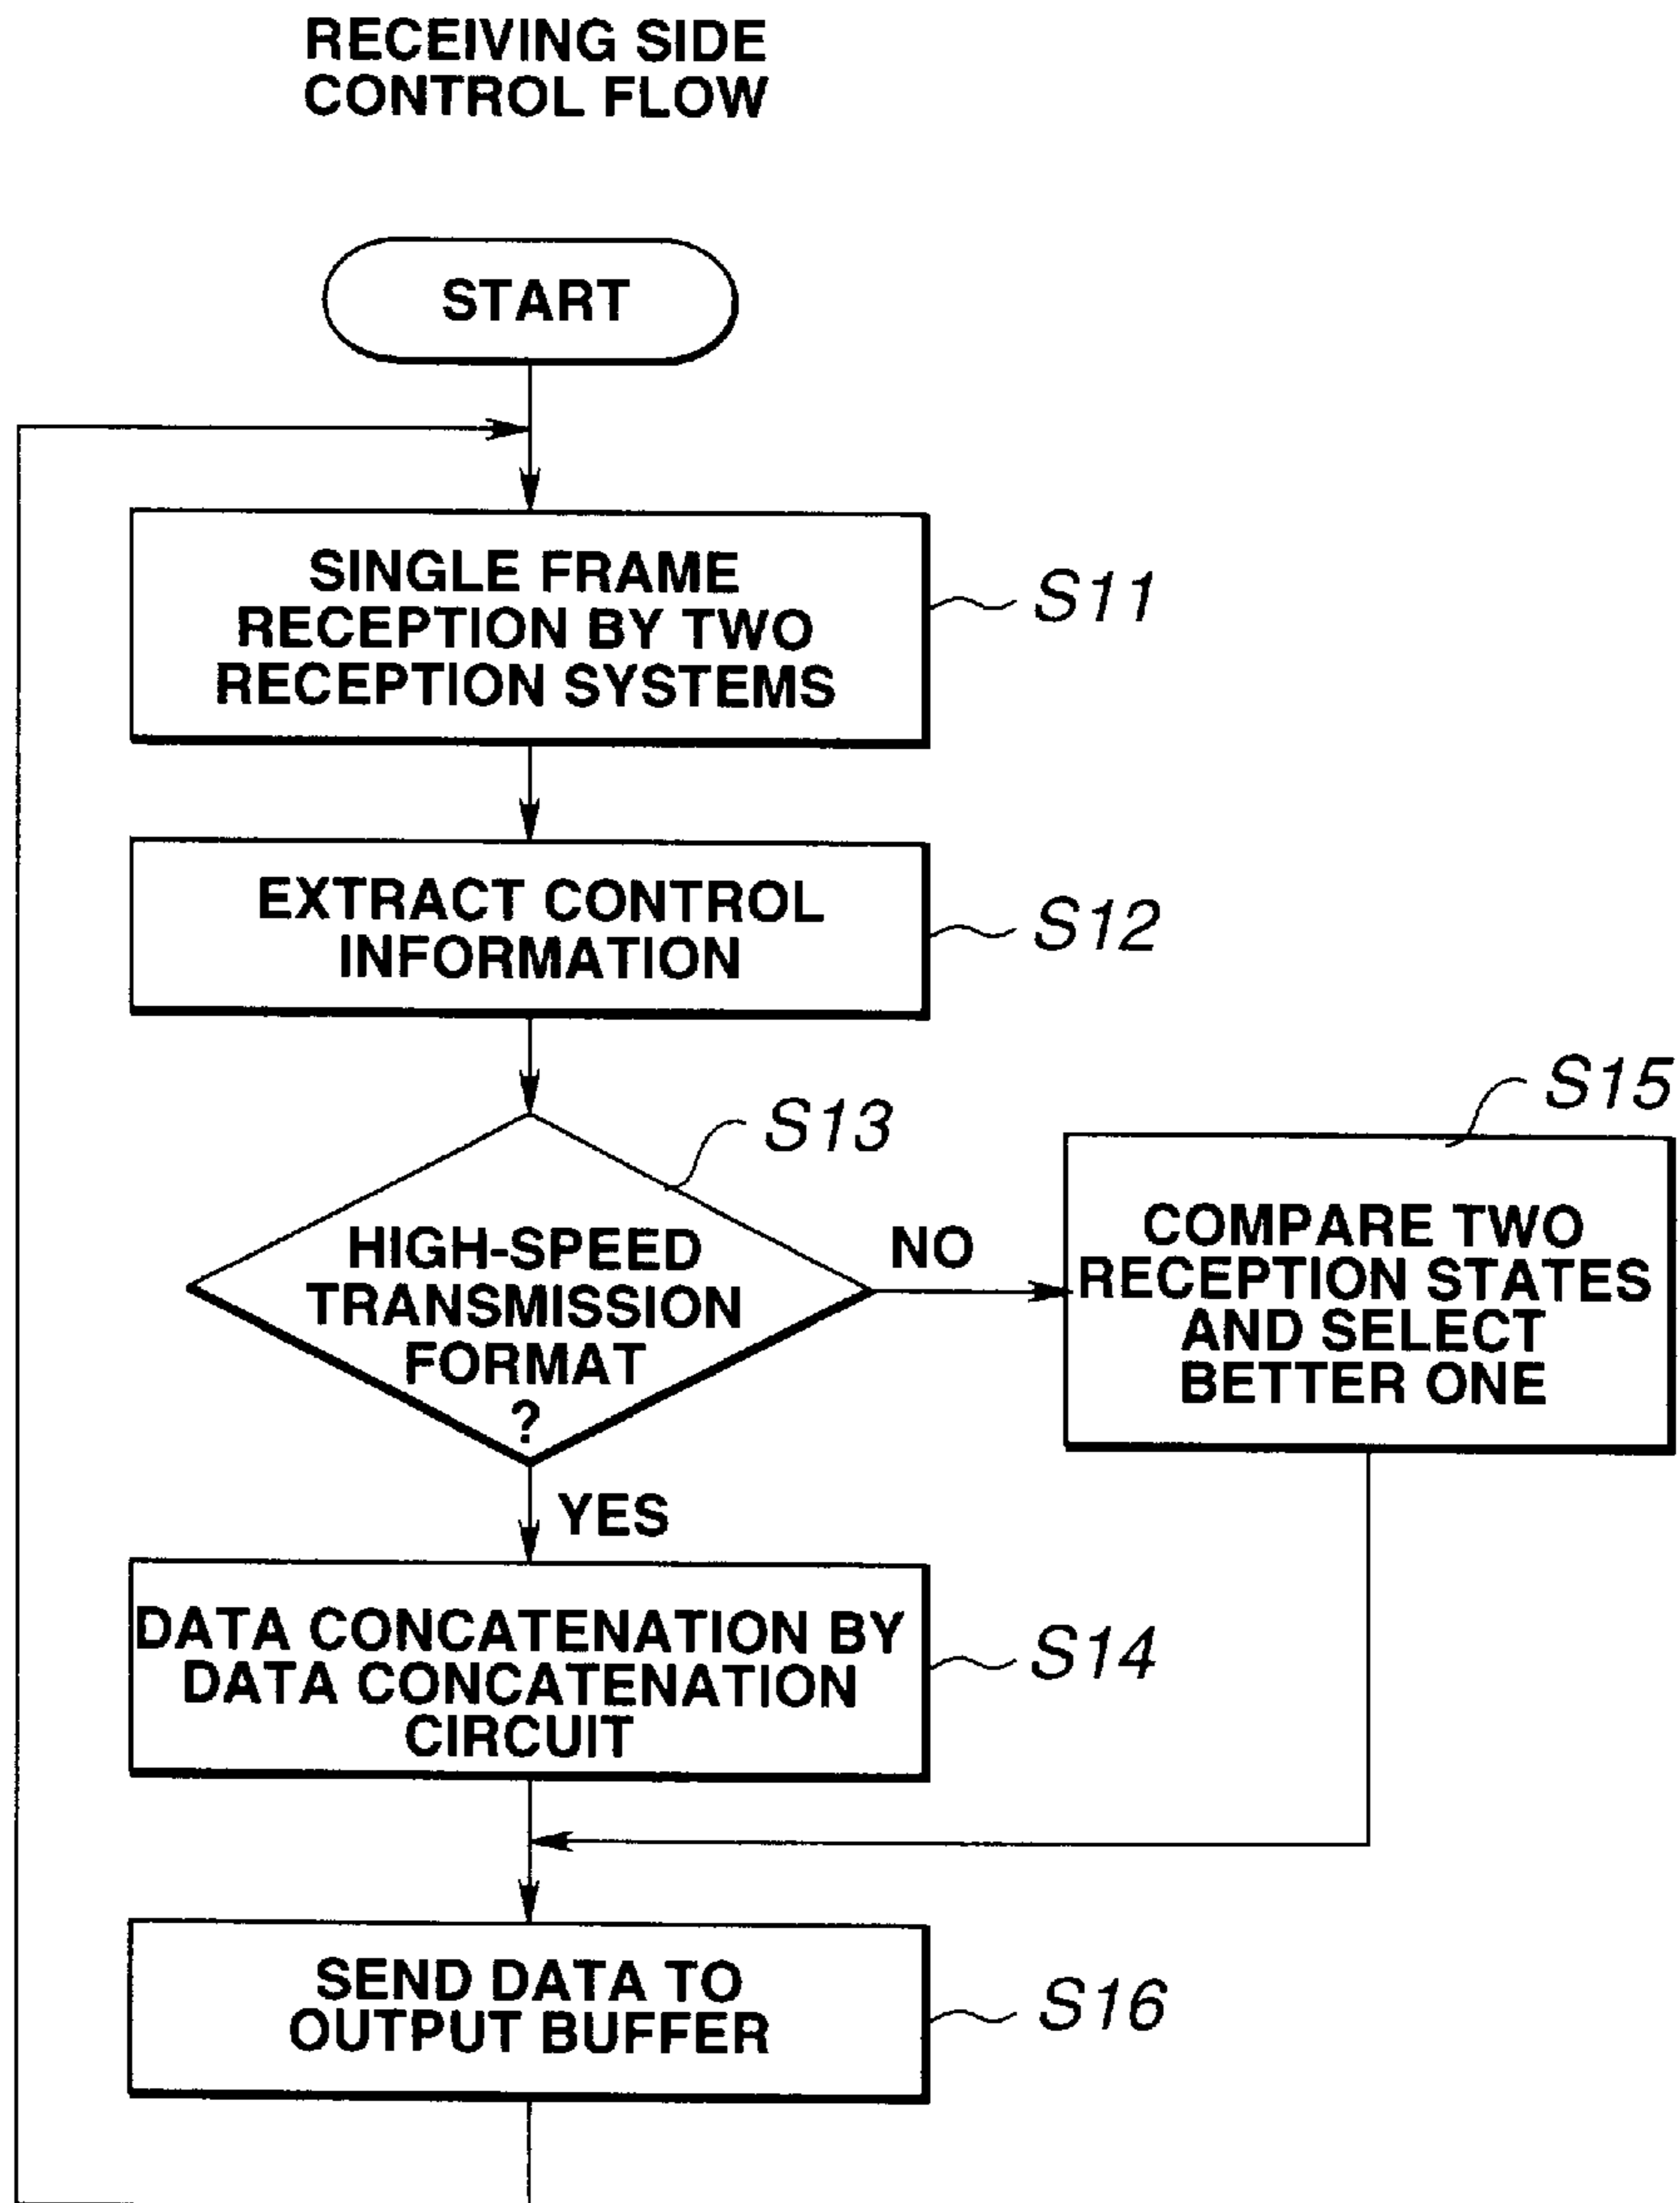 RECEIVING SIDE
CONTROL FLOW
START
SINGLE FRAME
RECEPTION BY TWO
RECEPTION SYSTEMS
S11
EXTRACT CONTROL
INFORMATION
S12
S13
HIGH-SPEED
TRANSMISSION
FORMAT
?
NO
S15
COMPARE TWO
RECEPTION STATES
AND SELECT
BETTER ONE
YES
DATA CONCATENATION BY
DATA CONCATENATION
CIRCUIT
S14
SEND DATA TO
OUTPUT BUFFER
S16